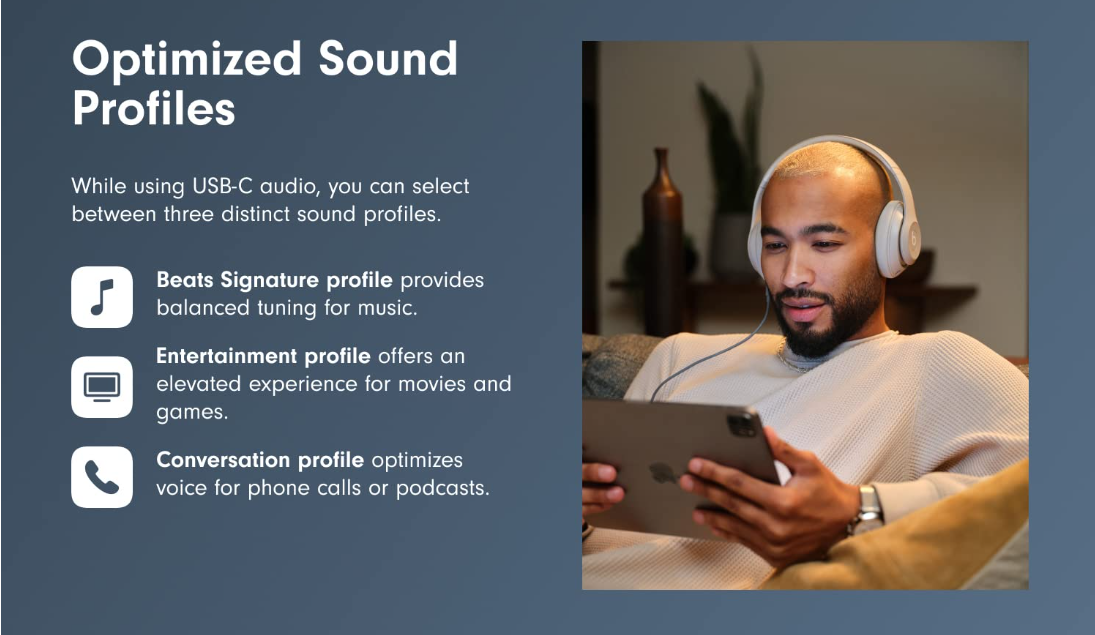 Optimized Sound
Profiles
While using USB-C audio, you can select
between three distinct sound profiles.
Beats Signature profile provides
balanced tuning for music.
Entertainment profile offers an
elevated experience for movies and
games.
Conversation profile optimizes
voice for phone calls or podcasts.